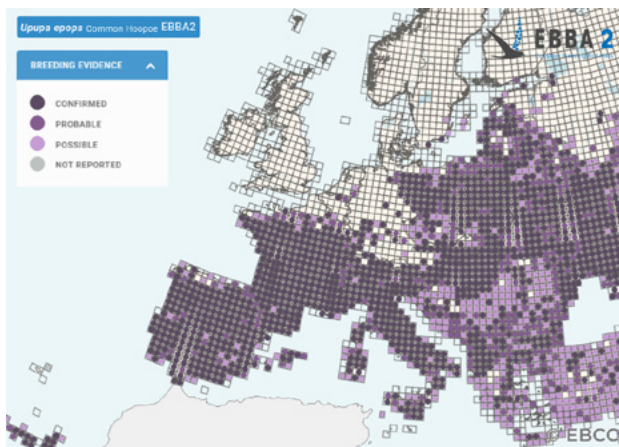 Upupa epops Common Hoopoe EBBA2
EBBA 2
BREEDING EVIDENCE
CONFIRMED
PROBABLE
POSSIBLE
NOT REPORTED
© EBCC